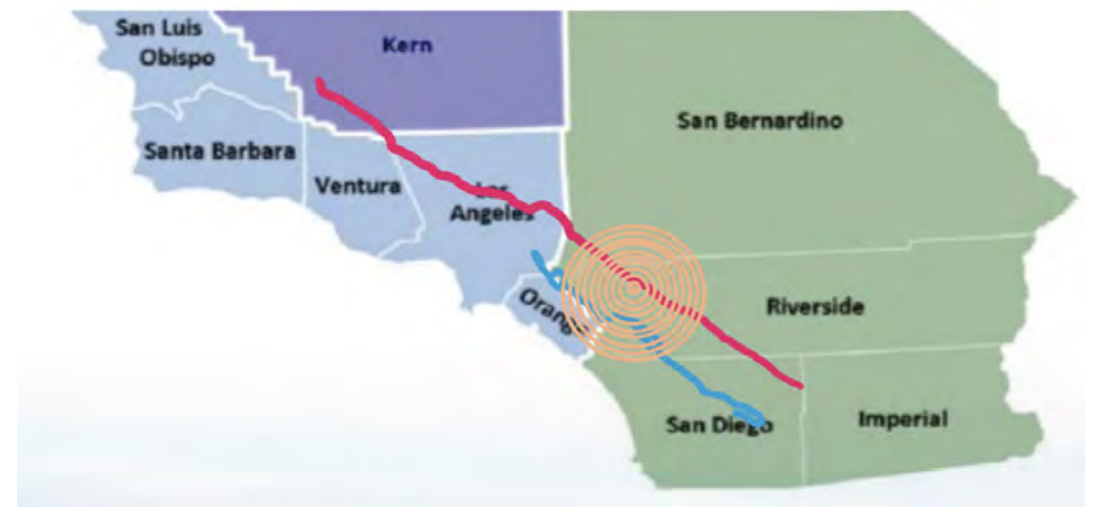 San Luis
Obispo
Kern
San Bernardino
Santa Barbara
Ventura
Los
Angeles
Orange
Riverside
San Diego
Imperial